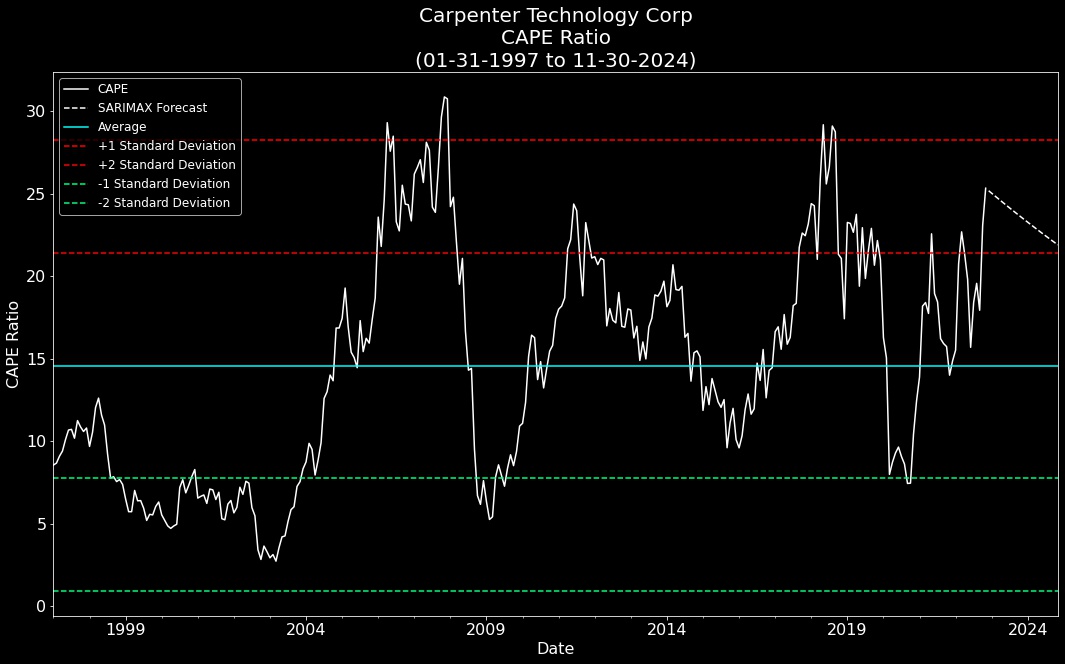 Carpenter Technology Corp
CAPE Ratio
(01-31-1997 to 11-30-2024)
CAPE
SARIMAX Forecast
Average
+1 Standard Deviation
+2 Standard Deviation
-1 Standard Deviation
-2 Standard Deviation
30
25
20
15
10
5
0
CAPE Ratio
1999 2004 2009 2014 2019 2024
Date